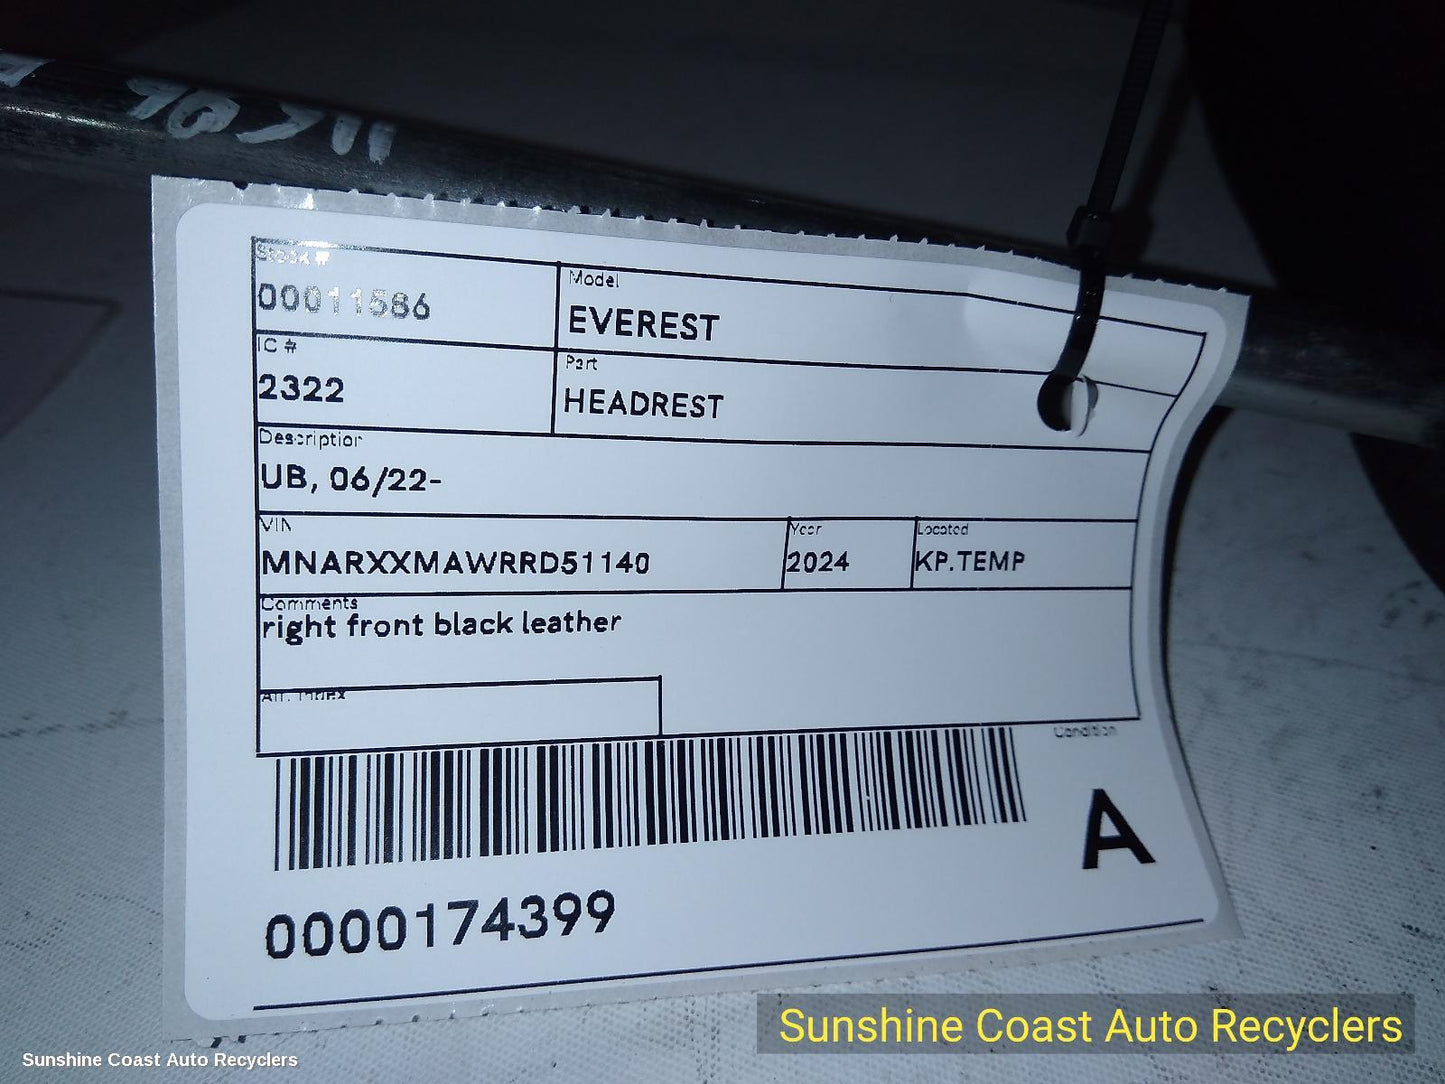 Stock #
00011586
Model
EVEREST
IC #
2322
Part
HEADREST
Description
UB, 06/22-
VIN
MNARXXMAWRRD51140
Year
2024
Located
KP.TEMP
Comments
right front black leather
Condition
A
0000174399
Sunshine Coast Auto Recyclers
Sunshine Coast Auto Recyclers